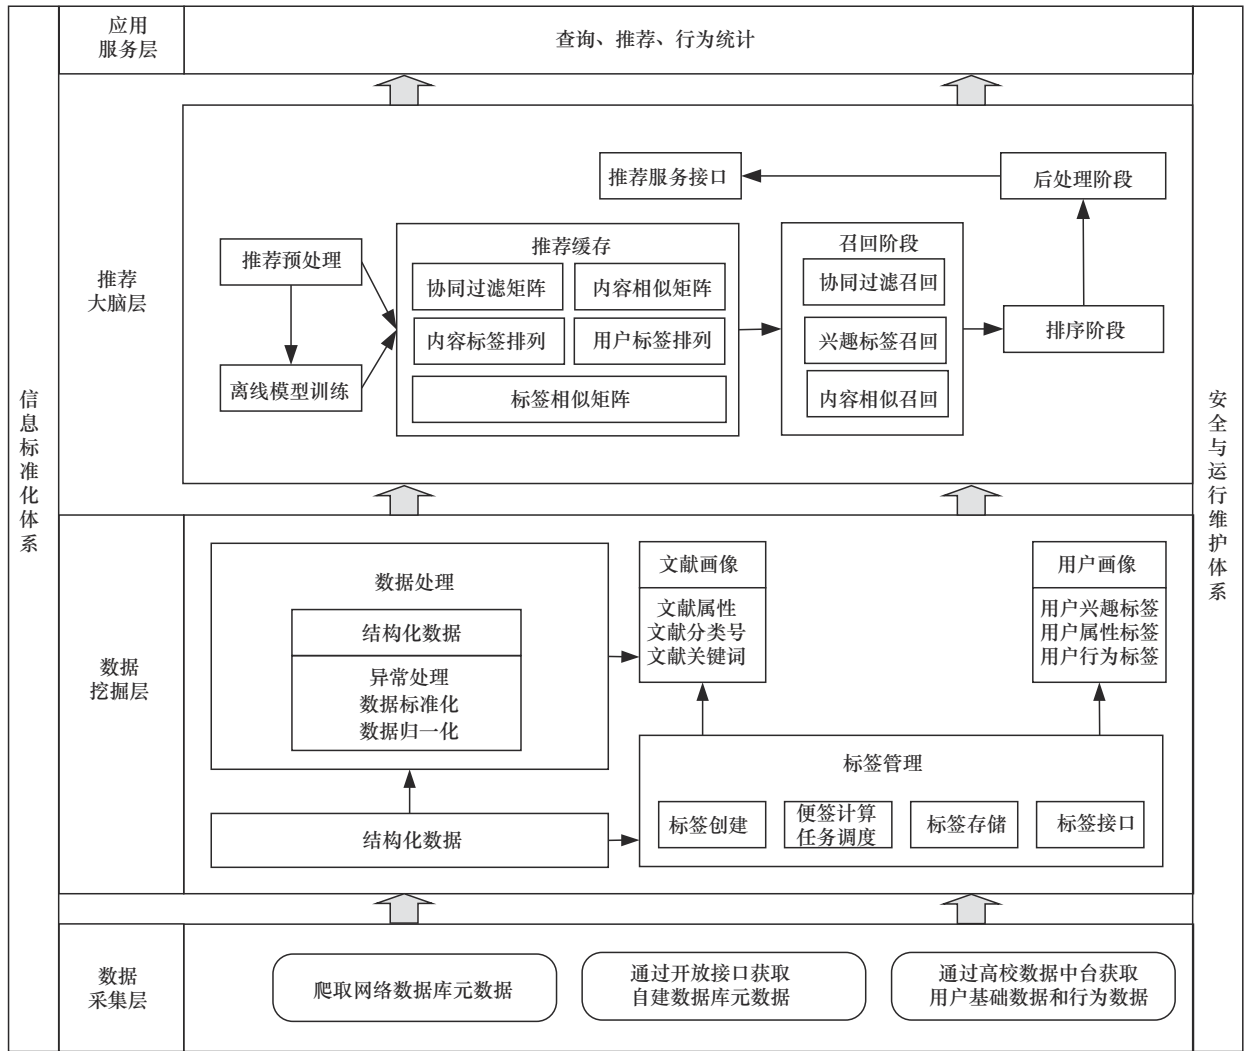 应用
服务层
查询、推荐、行为统计
推荐
大脑层
推荐服务接口
后处理阶段
推荐预处理
离线模型训练
推荐缓存
协同过滤矩阵
内容相似矩阵
内容标签排列
用户标签排列
标签相似矩阵
召回阶段
协同过滤召回
兴趣标签召回
内容相似召回
排序阶段
信息标准化体系
安全与运行维护体系
数据
挖掘层
数据处理
结构化数据
异常处理
数据标准化
数据归一化
结构化数据
文献画像
文献属性
文献分类号
文献关键词
用户画像
用户兴趣标签
用户属性标签
用户行为标签
标签管理
标签创建
便签计算
任务调度
标签存储
标签接口
数据
采集层
爬取网络数据库元数据
通过开放接口获取
自建数据库元数据
通过高校数据中台获取
用户基础数据和行为数据